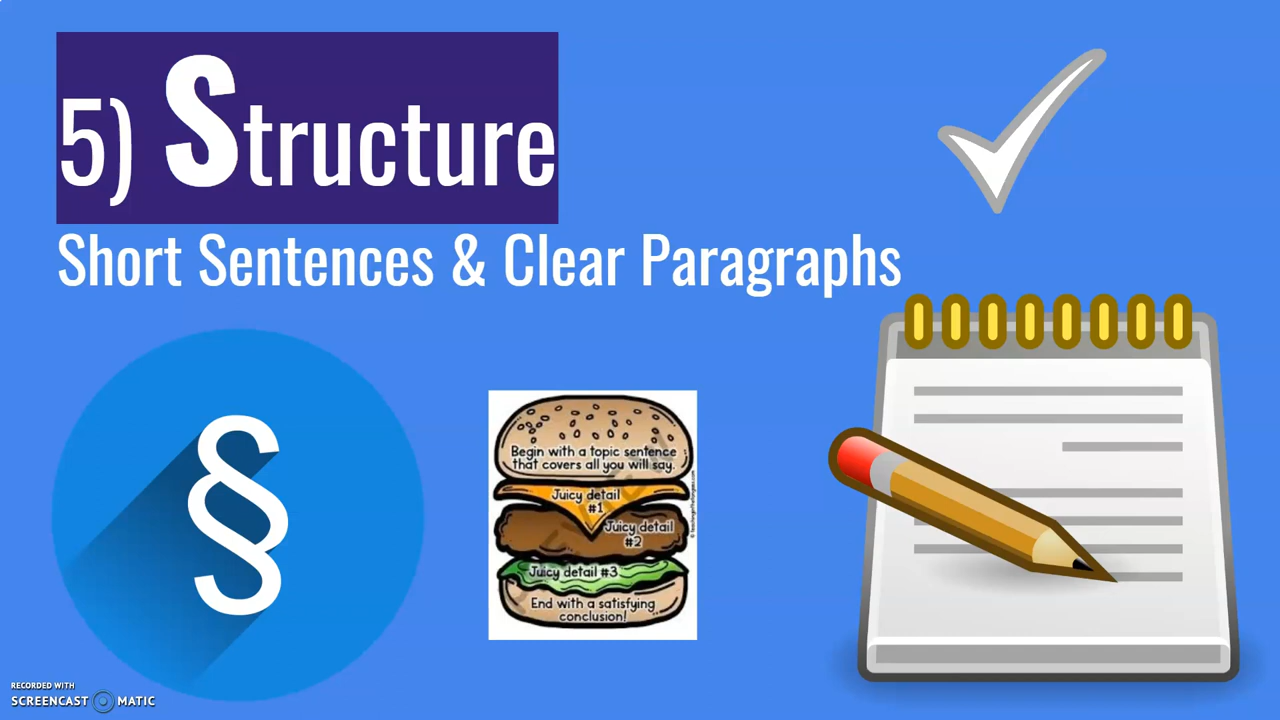 5) Structure
Short Sentences & Clear Paragraphs
§
Begin with a topic sentence
that covers all you will say.
Juicy detail
#1
Juicy detail
#2
Juicy detail #3
End with a satisfying
conclusion!
RECORDED WITH
SCREENCAST MATIC